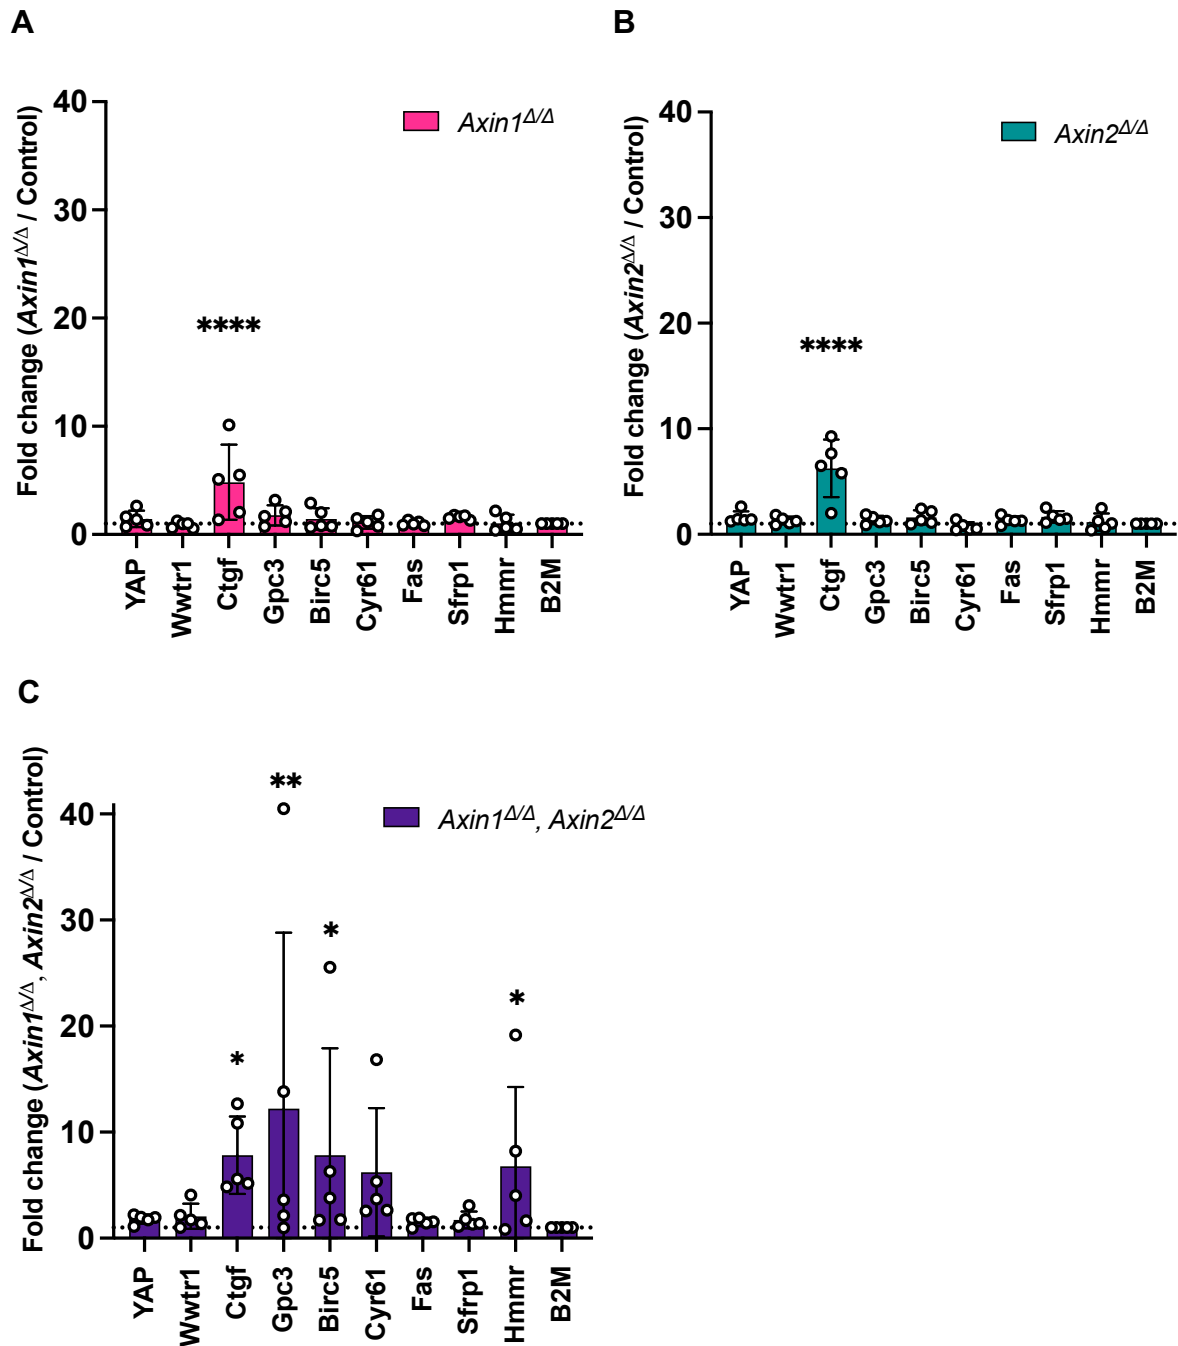 A
Fold change (Axin1Δ/Δ / Control)
40
30
20
10
0
Axin1Δ/Δ
****
YAP
Wwtr1
Ctgf
Gpc3
Birc5
Cyr61
Fas
Sfrp1
Hmmr
B2M
B
Fold change (Axin2Δ/Δ / Control)
40
30
20
10
0
Axin2Δ/Δ
****
YAP
Wwtr1
Ctgf
Gpc3
Birc5
Cyr61
Fas
Sfrp1
Hmmr
B2M
C
Fold change (Axin1Δ/Δ, Axin2Δ/Δ / Control)
40
30
20
10
0
Axin1Δ/Δ, Axin2Δ/Δ
*
**
*
*
YAP
Wwtr1
Ctgf
Gpc3
Birc5
Cyr61
Fas
Sfrp1
Hmmr
B2M